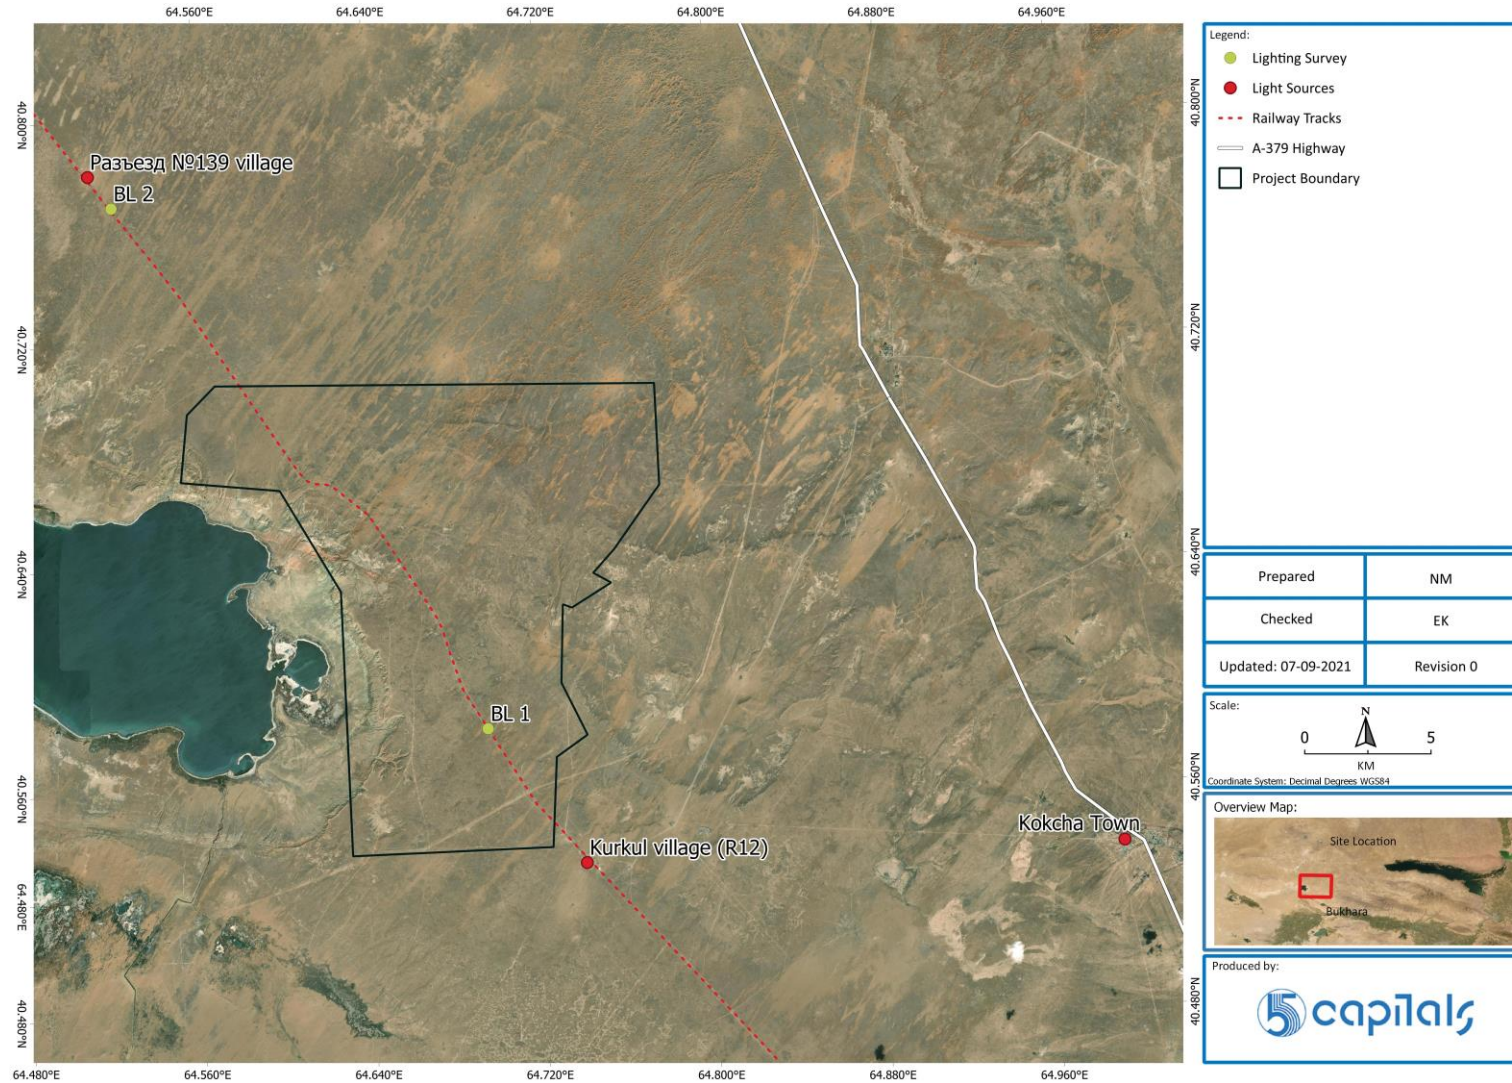 64.560°E 64.640°E 64.720°E 64.800°E 64.880°E 64.960°E
40.800°N
40.720°N
40.640°N
40.560°N
64.480°E
40.480°N
Разъезд №139 village
BL 2
BL 1
Kurkul village (R12)
Kokcha Town
40.800°N
40.720°N
40.640°N
40.560°N
40.480°N
64.480°E 64.560°E 64.640°E 64.720°E 64.800°E 64.880°E 64.960°E
Legend:
Lighting Survey
Light Sources
Railway Tracks
A-379 Highway
Project Boundary
Prepared NM
Checked EK
Updated: 07-09-2021 Revision 0
Scale:
N
0 5
KM
Coordinate System: Decimal Degrees WGS84
Overview Map:
Site Location
Bukhara
Produced by:
5 capitals